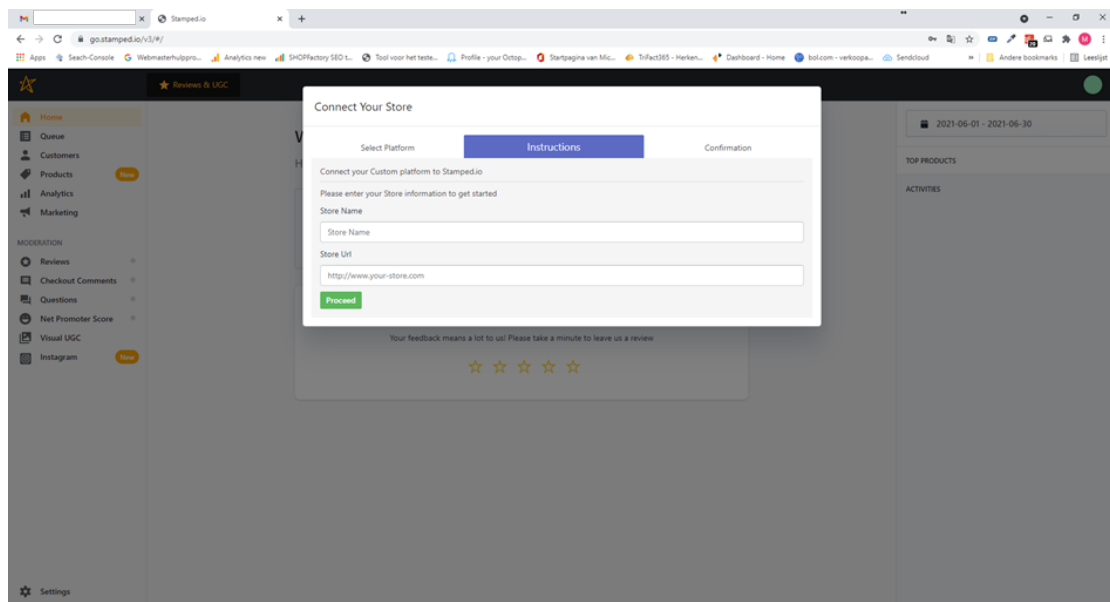 Stamped.io
go.stamped.io/v3/#/
Apps
Seach-Console
Webmasterhulppro...
Analytics new
SHOPFactory SEO t...
Tool voor het teste...
Profile - your Octop...
Startpagina van Mic...
TriFact365 - Herken...
Dashboard - Home
bol.com - verkoopa...
Sendcloud
Andere bookmarks
Leeslijst
Reviews & UGC
Home
Queue
Customers
Products New
Analytics
Marketing
MODERATION
Reviews
Checkout Comments
Questions
Net Promoter Score
Visual UGC
Instagram New
Settings
Connect Your Store
Select Platform
Instructions
Confirmation
Connect your Custom platform to Stamped.io
Please enter your Store information to get started
Store Name
Store Name
Store Url
http://www.your-store.com
Proceed
Your feedback means a lot to us! Please take a minute to leave us a review
2021-06-01 - 2021-06-30
TOP PRODUCTS
ACTIVITIES